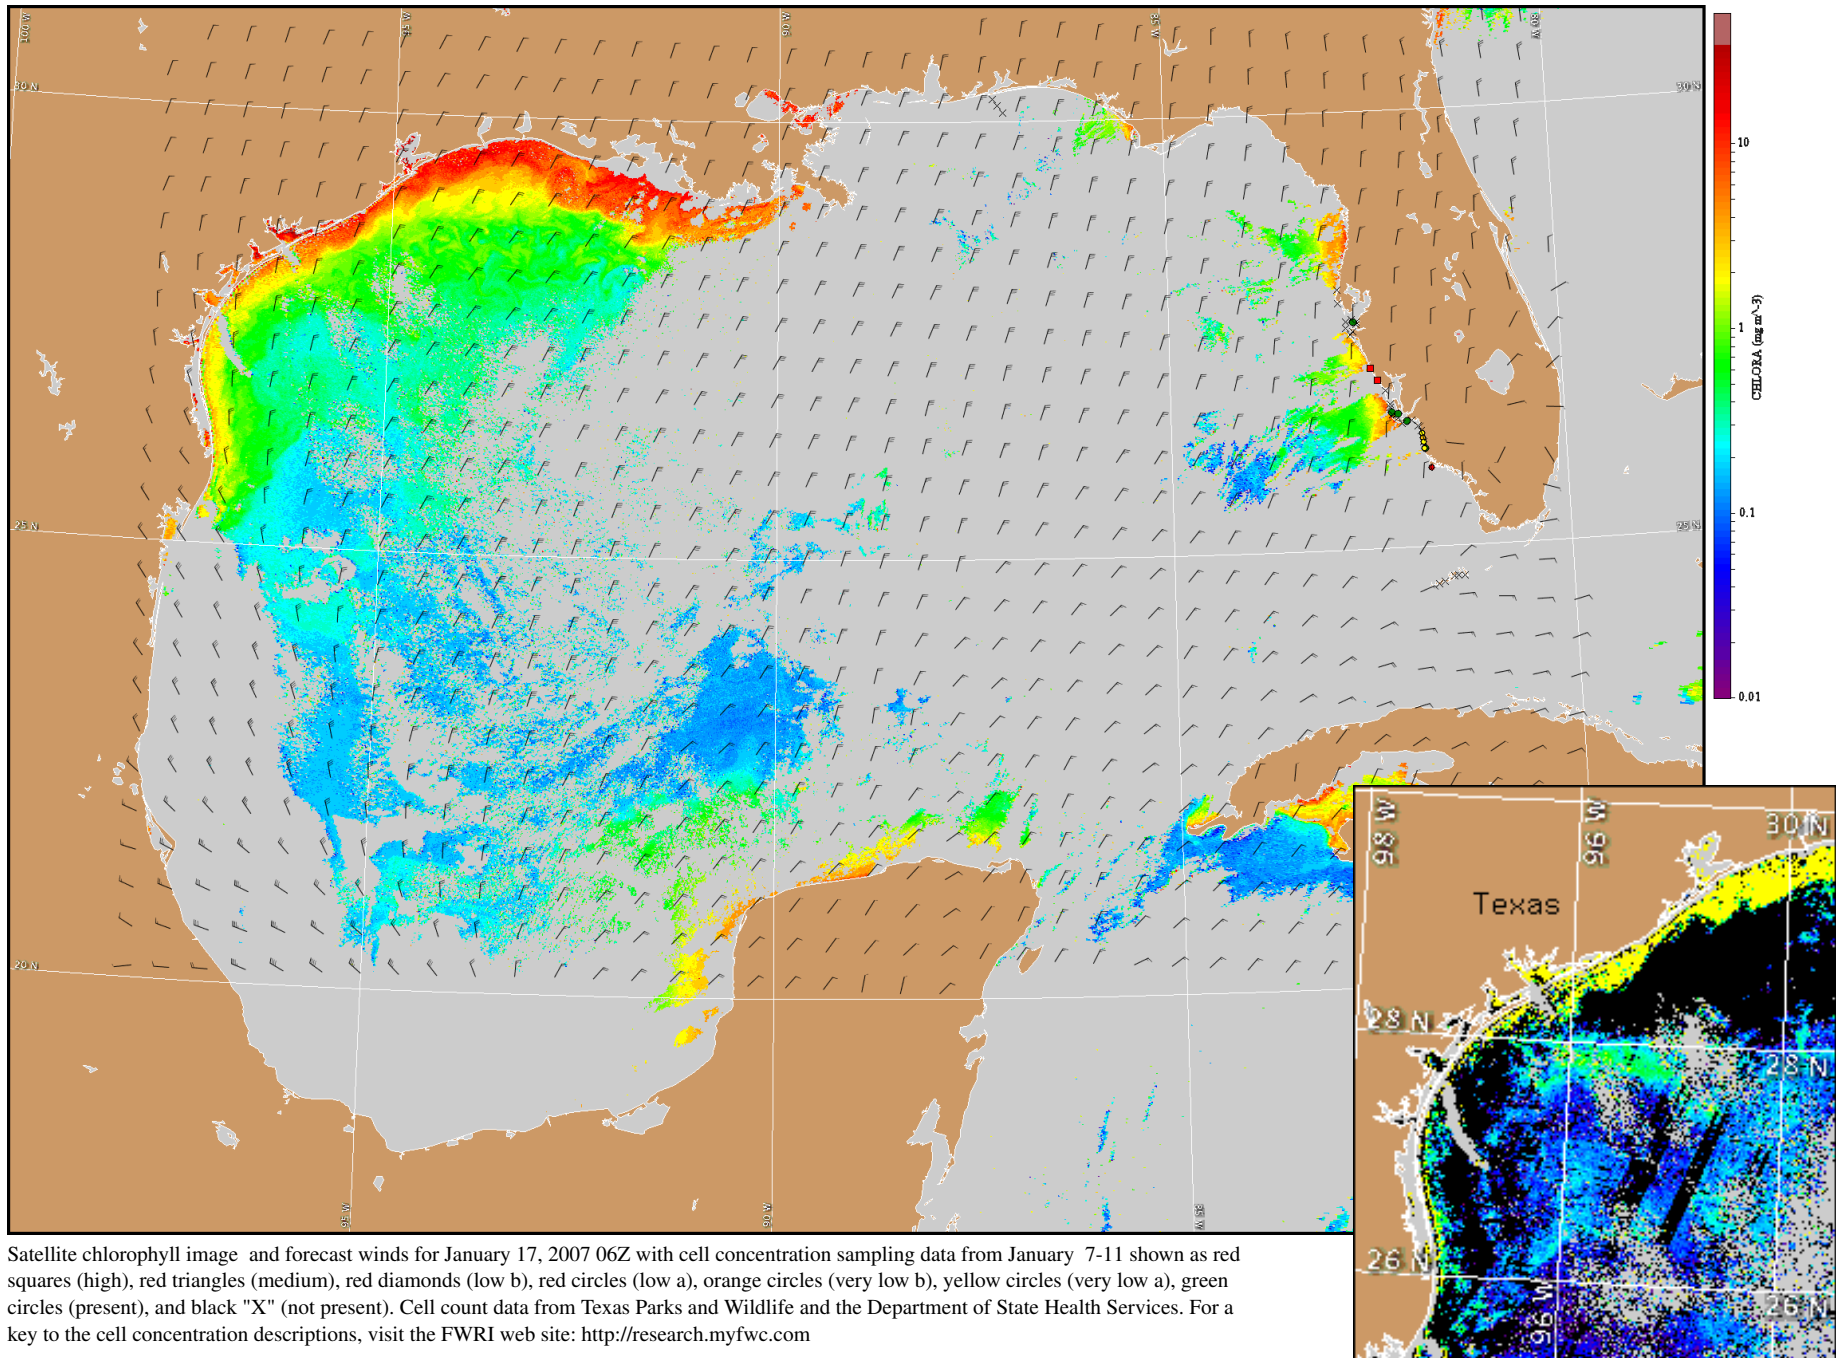 100 W
95 W
90 W
85 W
80 W
30 N
30 N
10
1
CHLORA (mg m^-3)
0.1
0.01
25 N
25 N
20 N
95 W
90 W
85 W
98 W
96 W
30 N
Texas
28 N
28 N
26 N
26 N
96 W
Satellite chlorophyll image and forecast winds for January 17, 2007 06Z with cell concentration sampling data from January 7-11 shown as red
squares (high), red triangles (medium), red diamonds (low b), red circles (low a), orange circles (very low b), yellow circles (very low a), green
circles (present), and black "X" (not present). Cell count data from Texas Parks and Wildlife and the Department of State Health Services. For a
key to the cell concentration descriptions, visit the FWRI web site: http://research.myfwc.com